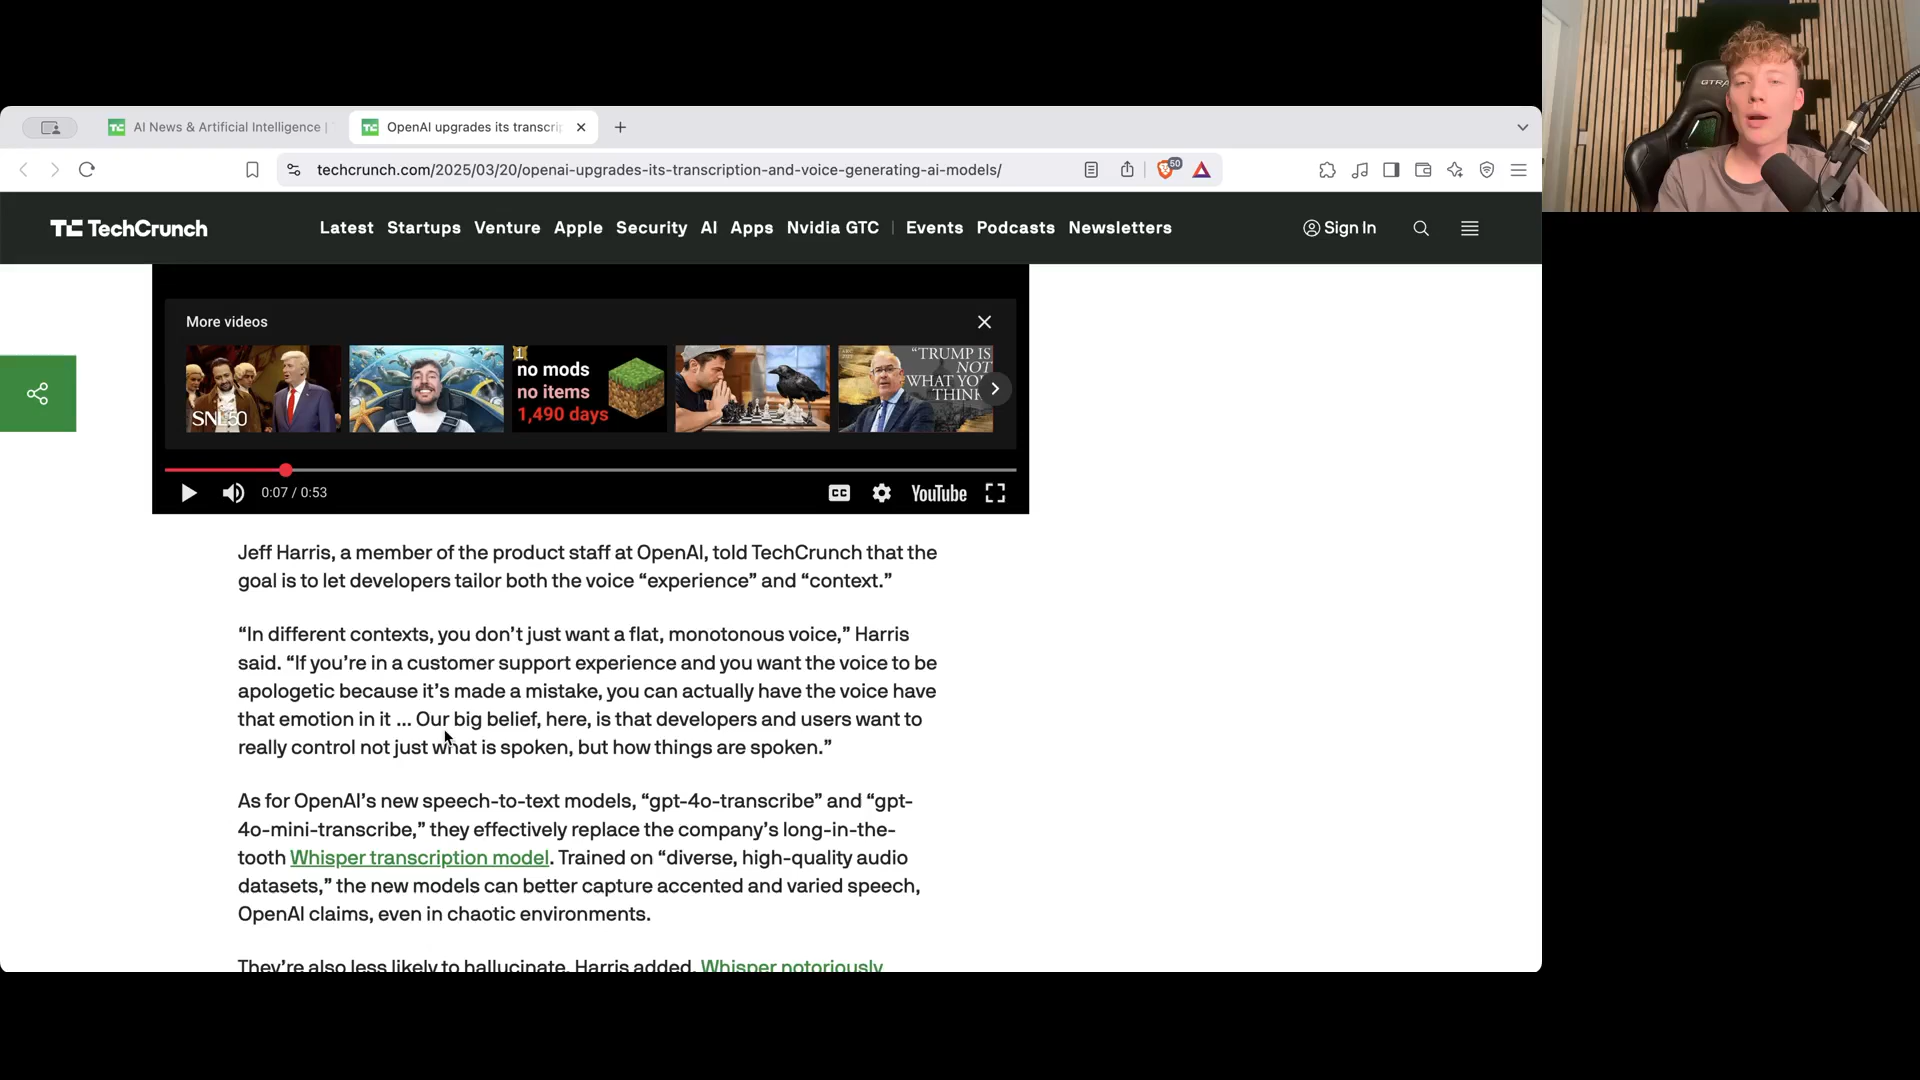 GTR
AI News & Artificial Intelligence |
OpenAI upgrades its transcri
techcrunch.com/2025/03/20/openai-upgrades-its-transcription-and-voice-generating-ai-models/
50
TechCrunch
Latest Startups Venture Apple Security AI Apps Nvidia GTC | Events Podcasts Newsletters
Sign In
More videos
SNL50
1
no mods
no items
1,490 days
"TRUMP IS
NOT
WHAT YO
THINK
0:07 / 0:53
CC
YouTube
Jeff Harris, a member of the product staff at OpenAI, told TechCrunch that the
goal is to let developers tailor both the voice “experience” and “context.”
“In different contexts, you don’t just want a flat, monotonous voice,” Harris
said. “If you’re in a customer support experience and you want the voice to be
apologetic because it’s made a mistake, you can actually have the voice have
that emotion in it … Our big belief, here, is that developers and users want to
really control not just what is spoken, but how things are spoken.”
As for OpenAI’s new speech-to-text models, “gpt-4o-transcribe” and “gpt-
4o-mini-transcribe,” they effectively replace the company’s long-in-the-
tooth Whisper transcription model. Trained on “diverse, high-quality audio
datasets,” the new models can better capture accented and varied speech,
OpenAI claims, even in chaotic environments.
They’re also less likely to hallucinate, Harris added. Whisper notoriously